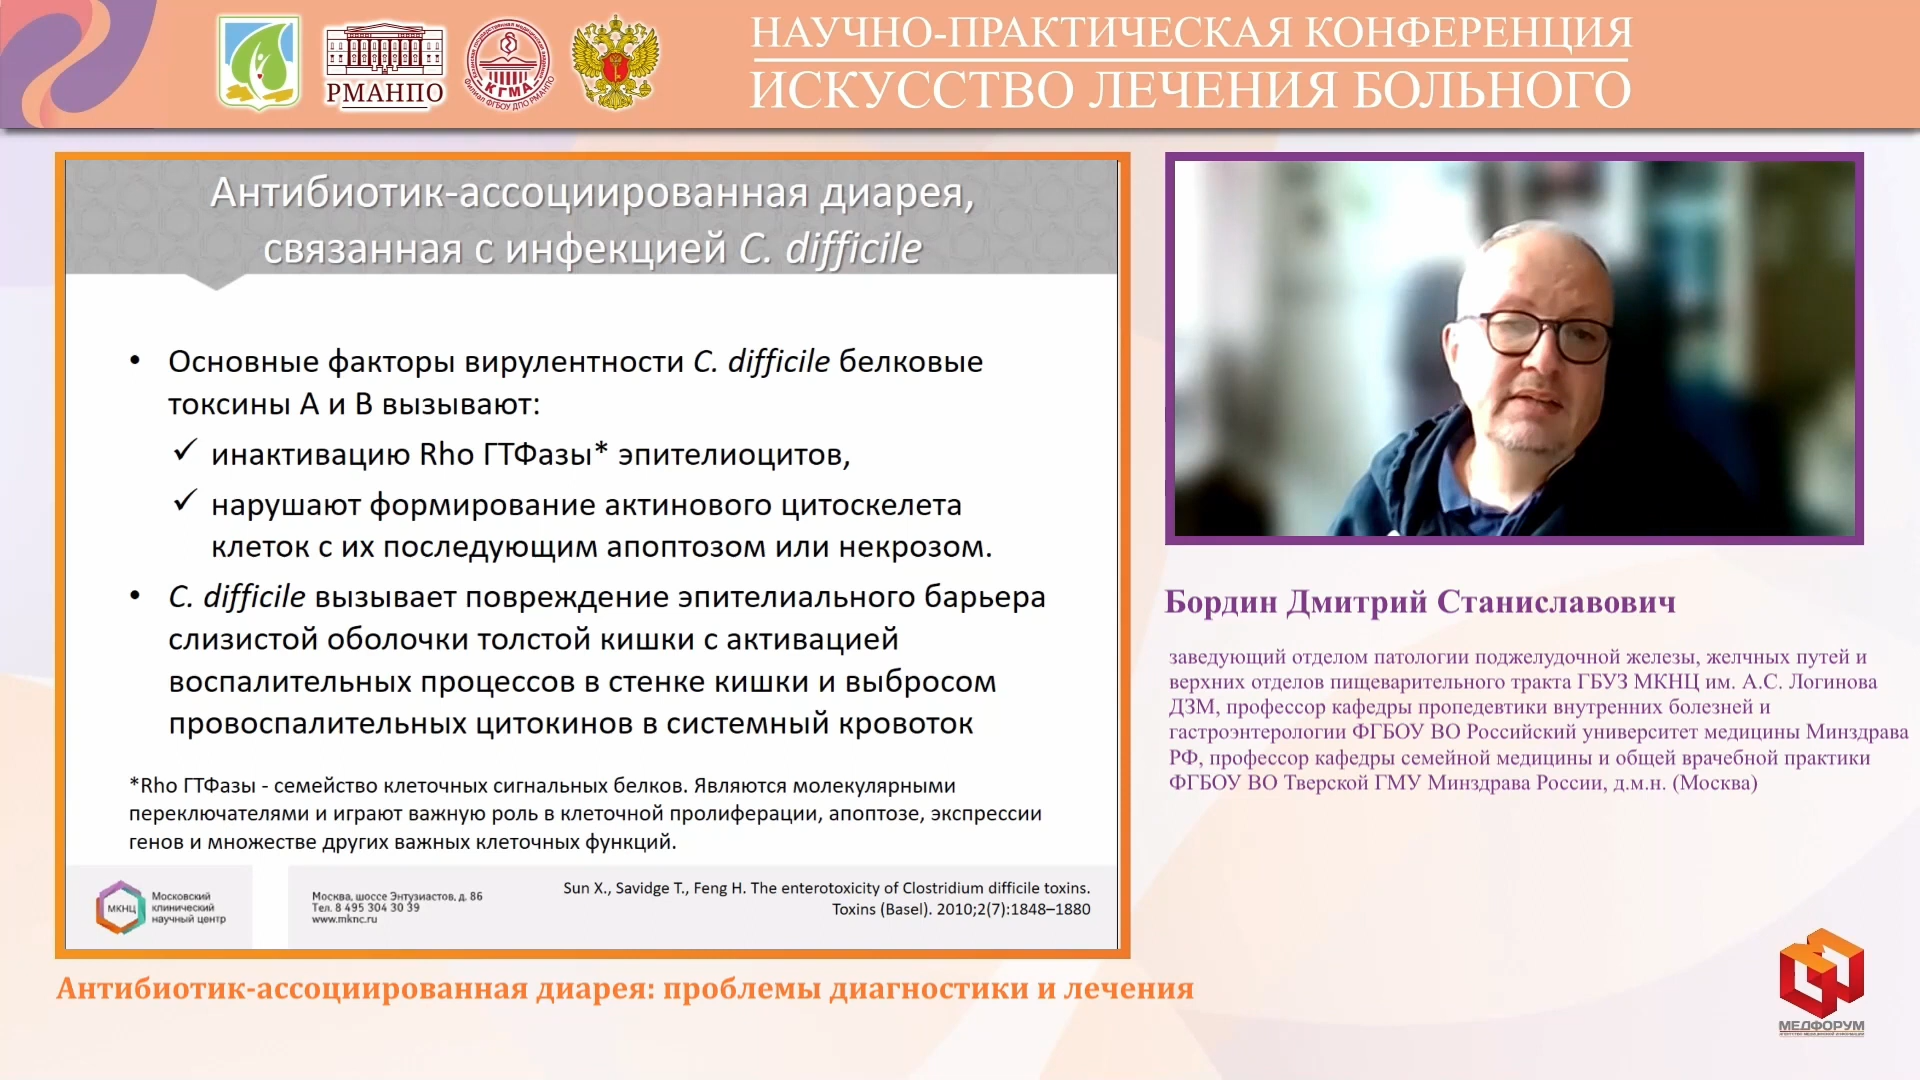 РМАНПО
КГМА
НАУЧНО-ПРАКТИЧЕСКАЯ КОНФЕРЕНЦИЯ
ИСКУССТВО ЛЕЧЕНИЯ БОЛЬНОГО
Антибиотик-ассоциированная диарея,
связанная с инфекцией C. difficile
• Основные факторы вирулентности C. difficile белковые
токсины А и В вызывают:
✓ инактивацию Rho ГТФазы* эпителиоцитов,
✓ нарушают формирование актинового цитоскелета
клеток с их последующим апоптозом или некрозом.
• C. difficile вызывает повреждение эпителиального барьера
слизистой оболочки толстой кишки с активацией
воспалительных процессов в стенке кишки и выбросом
провоспалительных цитокинов в системный кровоток
*Rho ГТФазы - семейство клеточных сигнальных белков. Являются молекулярными
переключателями и играют важную роль в клеточной пролиферации, апоптозе, экспрессии
генов и множестве других важных клеточных функций.
МКНЦ
Московский
клинический
научный центр
Москва, шоссе Энтузиастов, д. 86
Тел. 8 495 304 30 39
www.mknc.ru
Sun X., Savidge T., Feng H. The enterotoxicity of Clostridium difficile toxins.
Toxins (Basel). 2010;2(7):1848–1880
Бордин Дмитрий Станиславович
заведующий отделом патологии поджелудочной железы, желчных путей и
верхних отделов пищеварительного тракта ГБУЗ МКНЦ им. А.С. Логинова
ДЗМ, профессор кафедры пропедевтики внутренних болезней и
гастроэнтерологии ФГБОУ ВО Российский университет медицины Минздрава
РФ, профессор кафедры семейной медицины и общей врачебной практики
ФГБОУ ВО Тверской ГМУ Минздрава России, д.м.н. (Москва)
Антибиотик-ассоциированная диарея: проблемы диагностики и лечения
МЕДФОРУМ